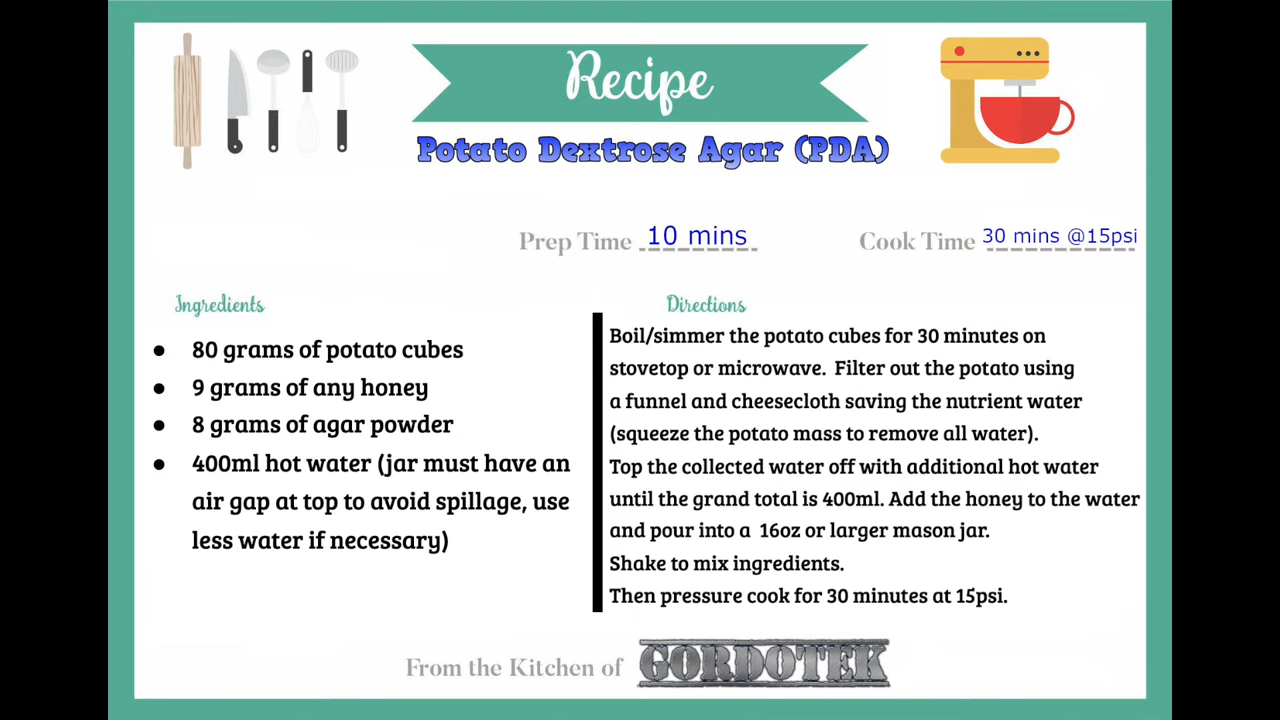 Recipe
Potato Dextrose Agar (PDA)
Prep Time 10 mins
Cook Time 30 mins @15psi
Ingredients
● 80 grams of potato cubes
● 9 grams of any honey
● 8 grams of agar powder
● 400ml hot water (jar must have an
air gap at top to avoid spillage, use
less water if necessary)
Directions
Boil/simmer the potato cubes for 30 minutes on
stovetop or microwave. Filter out the potato using
a funnel and cheesecloth saving the nutrient water
(squeeze the potato mass to remove all water).
Top the collected water off with additional hot water
until the grand total is 400ml. Add the honey to the water
and pour into a 16oz or larger mason jar.
Shake to mix ingredients.
Then pressure cook for 30 minutes at 15psi.
From the Kitchen of GORDOTEK